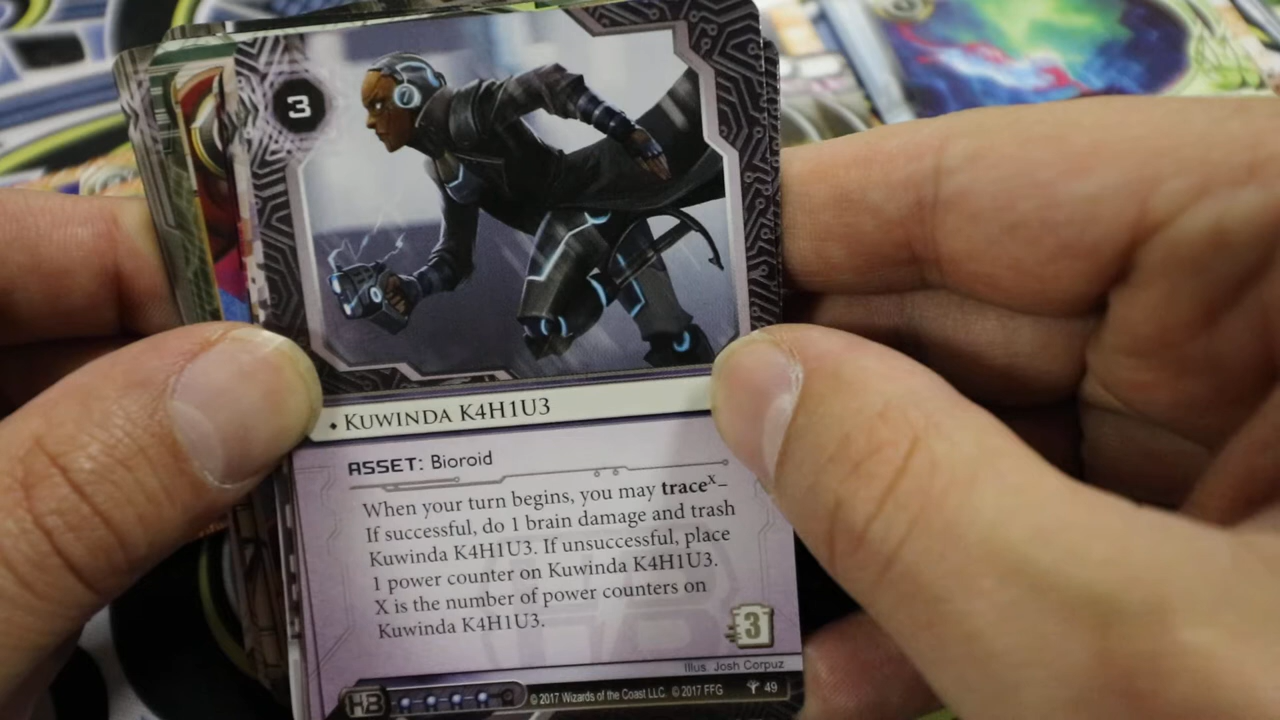 3
♦ KUWINDA K4H1U3
ASSET: Bioroid
When your turn begins, you may traceˣ–
If successful, do 1 brain damage and trash
Kuwinda K4H1U3. If unsuccessful, place
1 power counter on Kuwinda K4H1U3.
X is the number of power counters on
Kuwinda K4H1U3.
3
Illus. Josh Corpuz
HB
© 2017 Wizards of the Coast LLC. © 2017 FFG 49